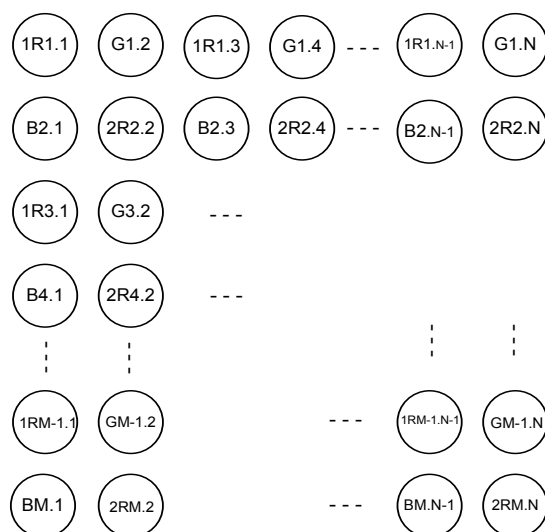 1R1.1 G1.2 1R1.3 G1.4 --- 1R1.N-1 G1.N
B2.1 2R2.2 B2.3 2R2.4 --- B2.N-1 2R2.N
1R3.1 G3.2 ---
B4.1 2R4.2 ---
1RM-1.1 GM-1.2 --- 1RM-1.N-1 GM-1.N
BM.1 2RM.2 --- BM.N-1 2RM.N